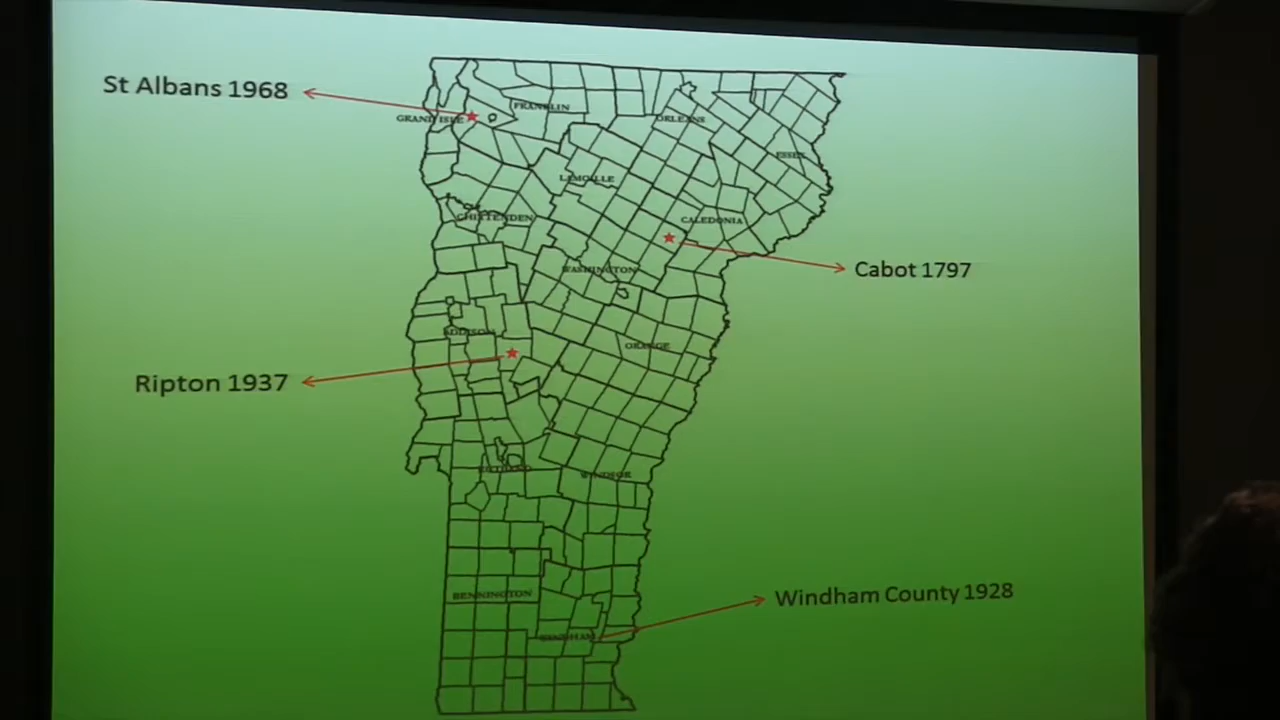 St Albans 1968
FRANKLIN
GRAND ISLE
ORLEANS
ESSEX
LAMOILLE
CHITTENDEN
CALEDONIA
WASHINGTON
Cabot 1797
ADDISON
ORANGE
Ripton 1937
RUTLAND
WINDSOR
BENNINGTON
Windham County 1928
WINDHAM